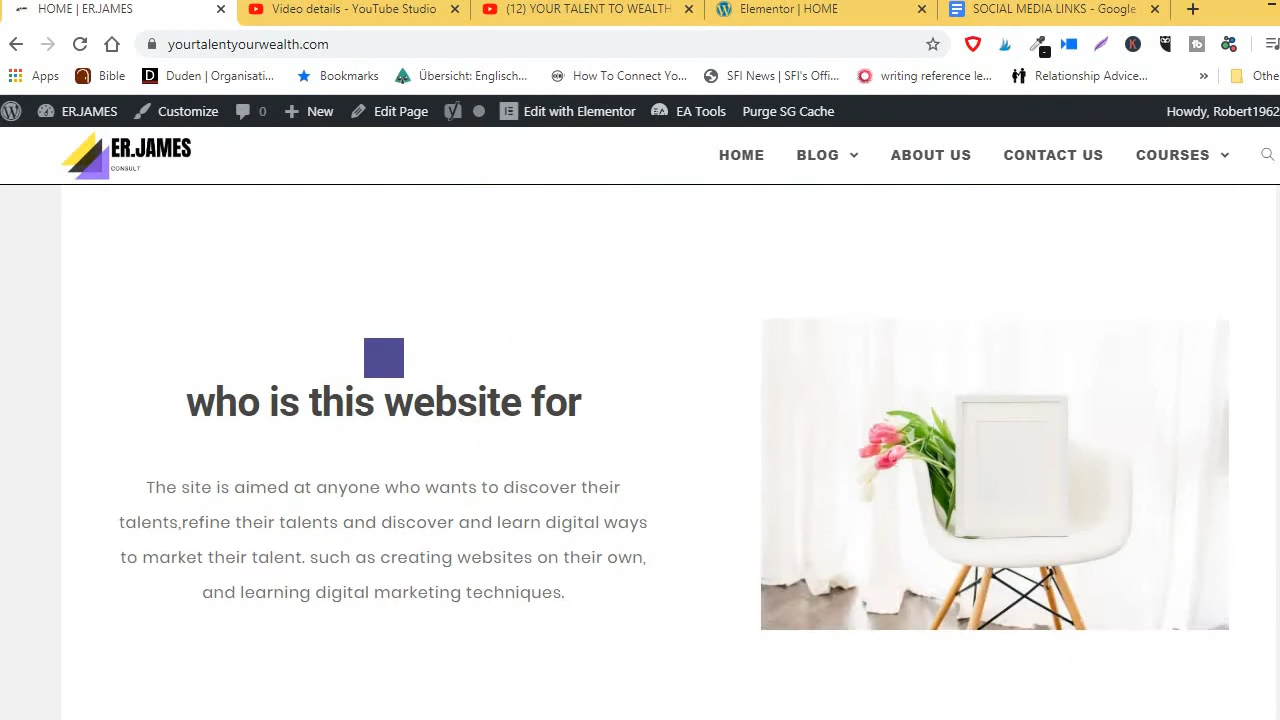 HOME | ER.JAMES
Video details - YouTube Studio
(12) YOUR TALENT TO WEALTH
Elementor | HOME
SOCIAL MEDIA LINKS - Google
yourtalentyourwealth.com
Apps
Bible
Duden | Organisati...
Bookmarks
Übersicht: Englisch...
How To Connect Yo...
SFI News | SFI's Offi...
writing reference le...
Relationship Advice...
»
Othe
ERJAMES
Customize
0
New
Edit Page
Edit with Elementor
EA Tools
Purge SG Cache
Howdy, Robert1962
ER.JAMES
CONSULT
HOME
BLOG
ABOUT US
CONTACT US
COURSES
who is this website for
The site is aimed at anyone who wants to discover their
talents,refine their talents and discover and learn digital ways
to market their talent. such as creating websites on their own,
and learning digital marketing techniques.